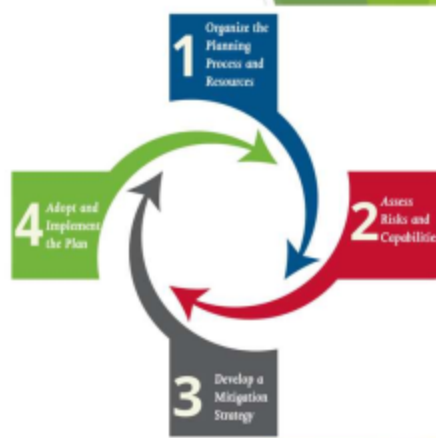 1
Organize the
Planning
Process and
Resources
2
Assess
Risks and
Capabilities
3
Develop a
Mitigation
Strategy
4
Adopt and
Implement
the Plan